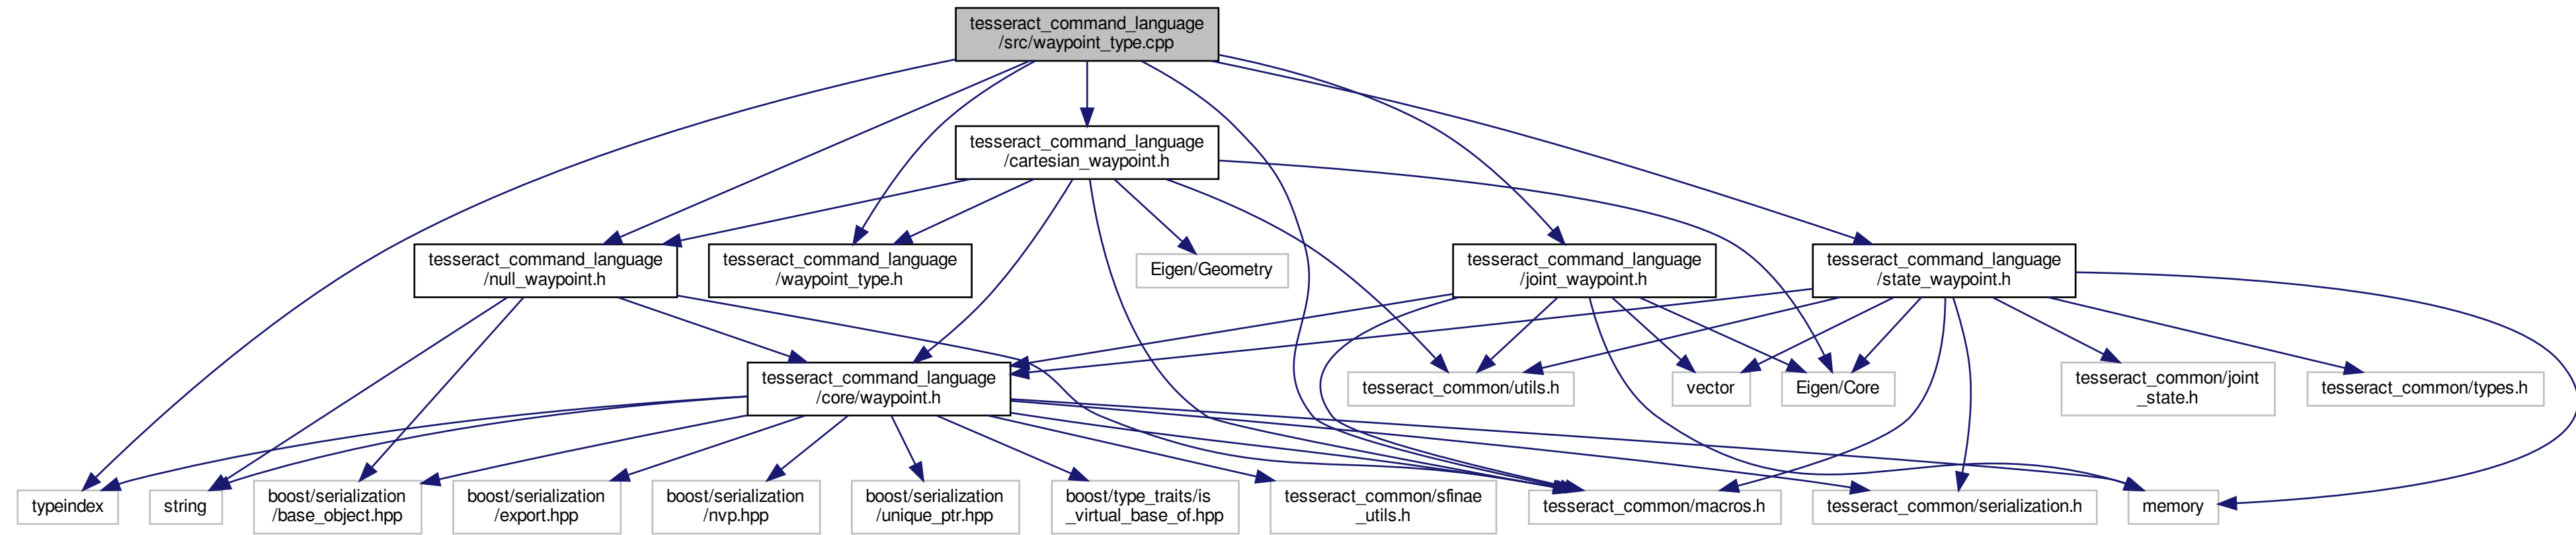 tesseract_command_language
/src/waypoint_type.cpp
tesseract_command_language
/cartesian_waypoint.h
tesseract_command_language
/null_waypoint.h
tesseract_command_language
/waypoint_type.h
Eigen/Geometry
tesseract_command_language
/joint_waypoint.h
tesseract_command_language
/state_waypoint.h
tesseract_command_language
/core/waypoint.h
tesseract_common/utils.h
vector
Eigen/Core
tesseract_common/joint
_state.h
tesseract_common/types.h
typeindex
string
boost/serialization
/base_object.hpp
boost/serialization
/export.hpp
boost/serialization
/nvp.hpp
boost/serialization
/unique_ptr.hpp
boost/type_traits/is
_virtual_base_of.hpp
tesseract_common/sfinae
_utils.h
tesseract_common/macros.h
tesseract_common/serialization.h
memory